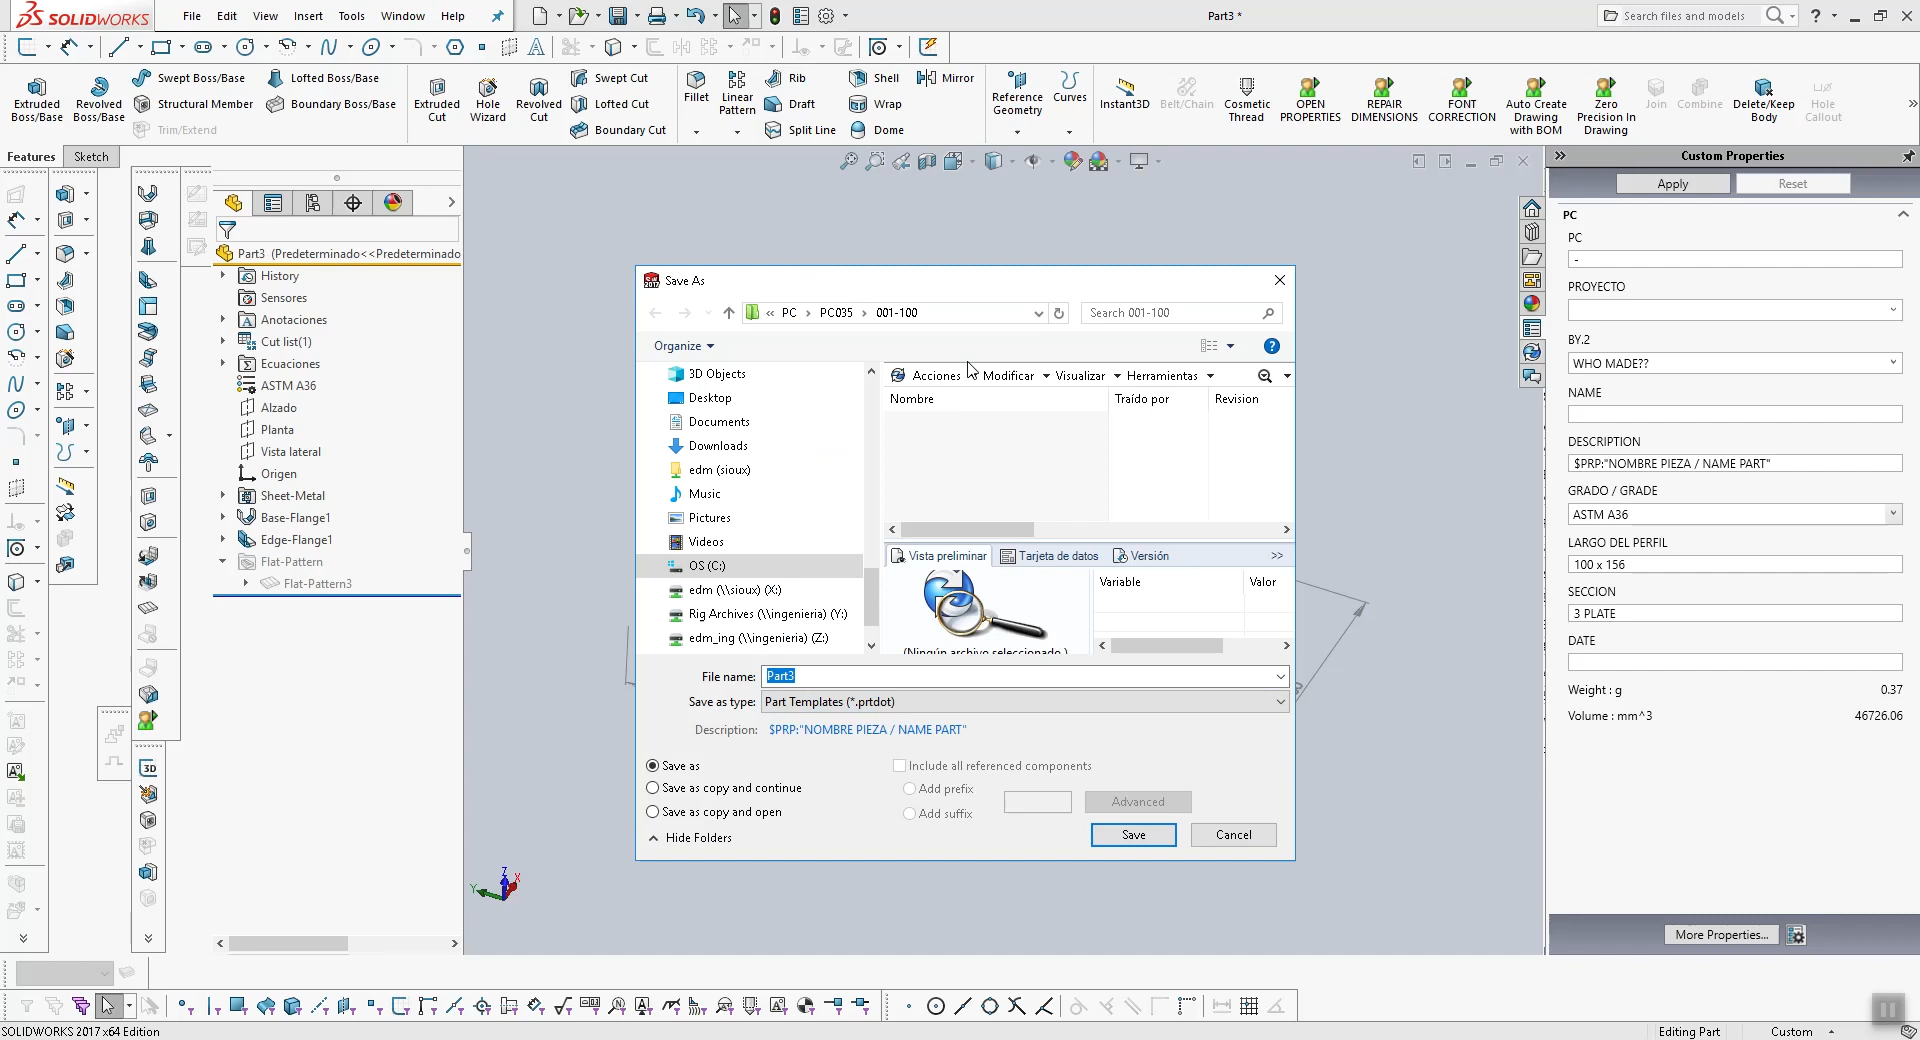 SOLIDWORKS
File Edit View Insert Tools Window Help
Part3 *
Search files and models
Extruded Boss/Base
Revolved Boss/Base
Swept Boss/Base
Structural Member
Trim/Extend
Lofted Boss/Base
Boundary Boss/Base
Extruded Cut
Hole Wizard
Revolved Cut
Swept Cut
Lofted Cut
Boundary Cut
Fillet
Linear Pattern
Rib
Draft
Split Line
Shell
Wrap
Dome
Mirror
Reference Geometry
Curves
Instant3D
Belt/Chain
Cosmetic Thread
OPEN PROPERTIES
REPAIR DIMENSIONS
FONT CORRECTION
Auto Create Drawing with BOM
Zero Precision In Drawing
Join
Combine
Delete/Keep Body
Hole Callout
Features Sketch
Part3 (Predeterminado<<Predeterminado
History
Sensores
Anotaciones
Cut list(1)
Ecuaciones
ASTM A36
Alzado
Planta
Vista lateral
Origen
Sheet-Metal
Base-Flange1
Edge-Flange1
Flat-Pattern
Flat-Pattern3
3D
Z
Y
X
Save As
« PC › PC035 › 001-100
Search 001-100
Organize
3D Objects
Desktop
Documents
Downloads
edm (sioux)
Music
Pictures
Videos
OS (C:)
edm (\\sioux) (X:)
Rig Archives (\\ingenieria) (Y:)
edm_ing (\\ingenieria) (Z:)
Acciones Modificar Visualizar Herramientas
Nombre Traído por Revision
Vista preliminar Tarjeta de datos Versión >>
Variable Valor
(Ningún archivo seleccionado.)
File name: Part3
Save as type: Part Templates (*.prtdot)
Description: $PRP:"NOMBRE PIEZA / NAME PART"
Save as
Save as copy and continue
Save as copy and open
Include all referenced components
Add prefix
Add suffix
Advanced
Hide Folders
Save Cancel
Custom Properties
Apply Reset
PC
PC
-
PROYECTO
BY.2
WHO MADE??
NAME
DESCRIPTION
$PRP:"NOMBRE PIEZA / NAME PART"
GRADO / GRADE
ASTM A36
LARGO DEL PERFIL
100 x 156
SECCION
3 PLATE
DATE
Weight : g 0.37
Volume : mm^3 46726.06
More Properties...
SOLIDWORKS 2017 x64 Edition
Editing Part Custom